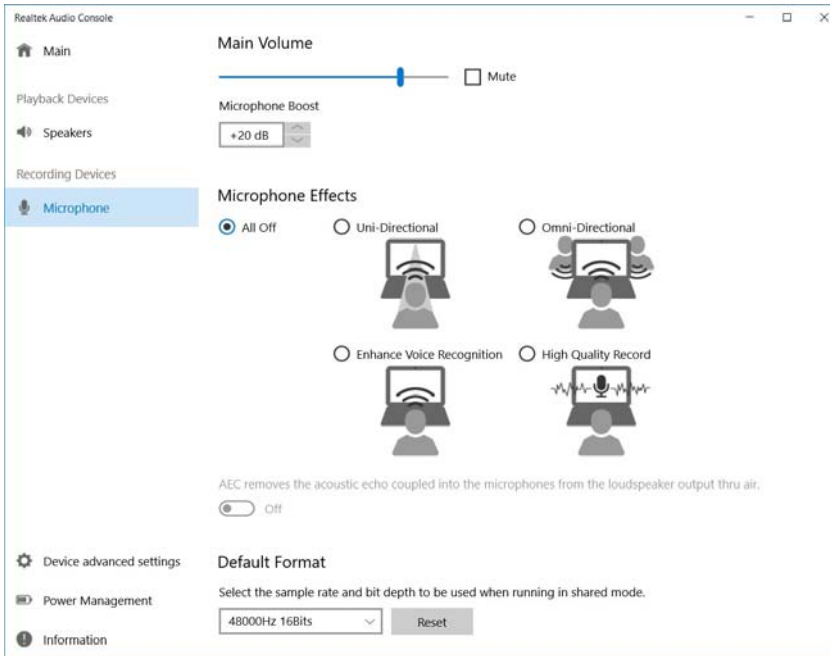 Realtek Audio Console
Main
Playback Devices
Speakers
Recording Devices
Microphone
Device advanced settings
Power Management
Information
Main Volume
Mute
Microphone Boost
+20 dB
Microphone Effects
All Off
Uni-Directional
Omni-Directional
Enhance Voice Recognition
High Quality Record
AEC removes the acoustic echo coupled into the microphones from the loudspeaker output thru air.
Off
Default Format
Select the sample rate and bit depth to be used when running in shared mode.
48000Hz 16Bits
Reset